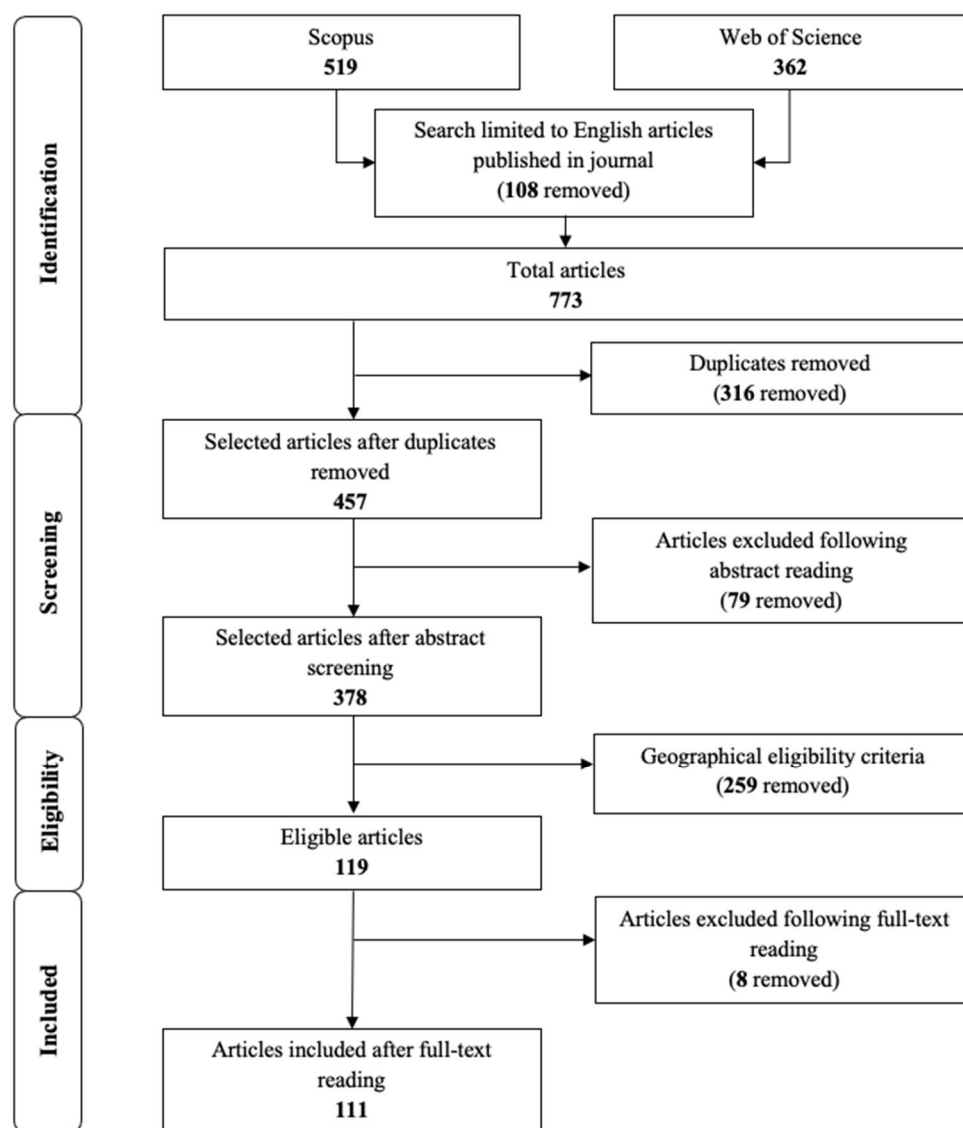 Identification
Scopus
519
Web of Science
362
Search limited to English articles
published in journal
(108 removed)
Total articles
773
Duplicates removed
(316 removed)
Screening
Selected articles after duplicates
removed
457
Articles excluded following
abstract reading
(79 removed)
Selected articles after abstract
screening
378
Eligibility
Geographical eligibility criteria
(259 removed)
Eligible articles
119
Included
Articles excluded following full-text
reading
(8 removed)
Articles included after full-text
reading
111